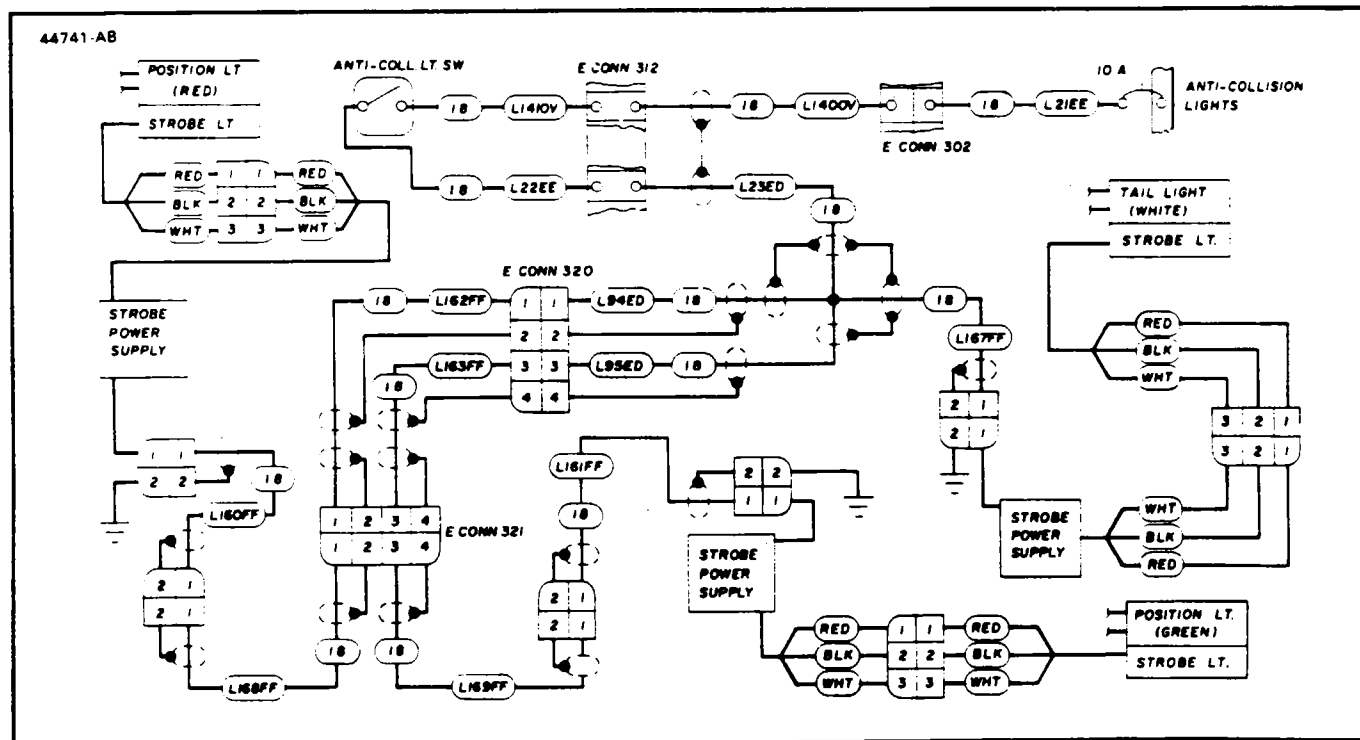 44741-AB
POSITION LT
(RED)
STROBE LT
ANTI-COLL. LT. SW
E CONN 312
10 A
ANTI-COLLISION
LIGHTS
18
L1410V
18
L1400V
18
L21EE
E CONN 302
18
L22EE
L23ED
18
RED 1 1 RED
BLK 2 2 BLK
WHT 3 3 WHT
TAIL LIGHT
(WHITE)
STROBE LT.
E CONN 320
18
L162FF
1 1
L94ED
18
18
2 2
L163FF
3 3
L95ED
18
18
4 4
L167FF
2 1
2 1
STROBE
POWER
SUPPLY
RED
BLK
WHT
3 2 1
3 2 1
1 1
2 2
18
L160FF
2 1
2 1
L168FF
18
1 2 3 4
1 2 3 4
E CONN 321
18
L169FF
L161FF
18
2 1
2 1
2 2
1 1
STROBE
POWER
SUPPLY
STROBE
POWER
SUPPLY
WHT
BLK
RED
RED 1 1 RED
BLK 2 2 BLK
WHT 3 3 WHT
POSITION LT.
(GREEN)
STROBE LT.